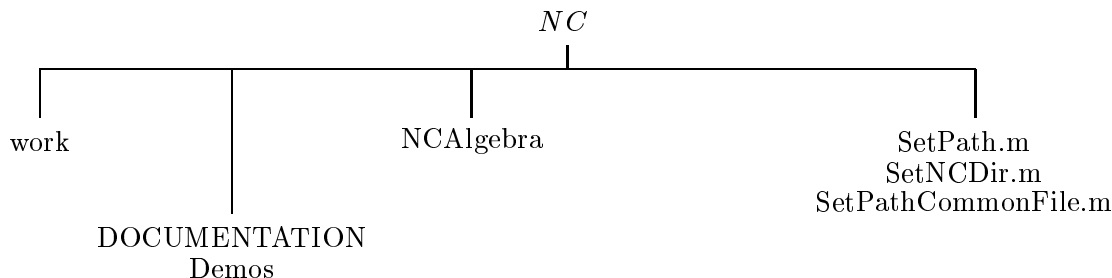 NC
work
NCAlgebra
SetPath.m
SetNCDir.m
SetPathCommonFile.m
DOCUMENTATION
Demos